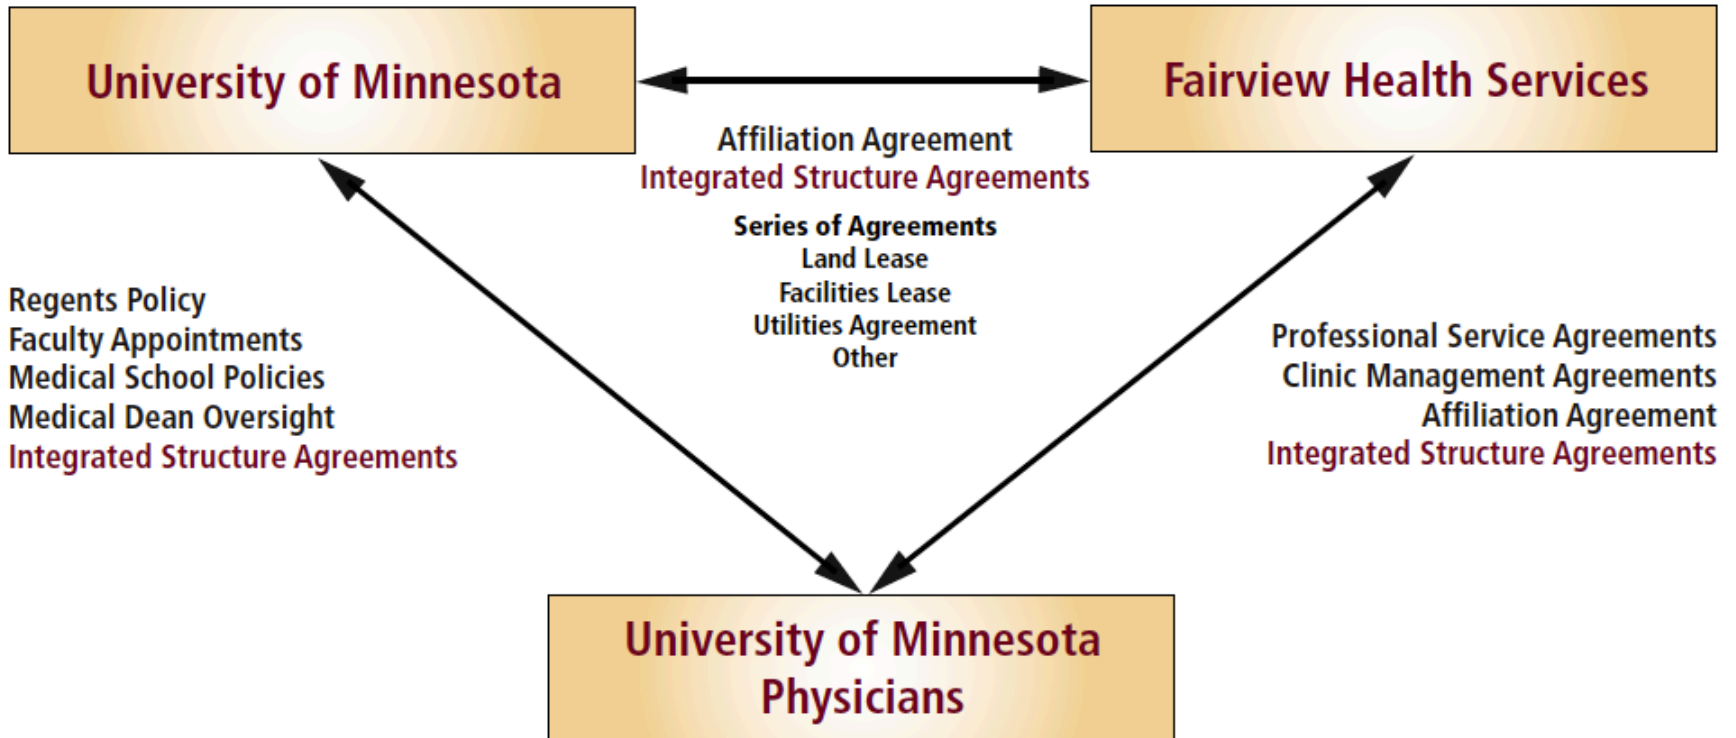 University of Minnesota
Fairview Health Services
Affiliation Agreement
Integrated Structure Agreements
Series of Agreements
Land Lease
Facilities Lease
Utilities Agreement
Other
Regents Policy
Faculty Appointments
Medical School Policies
Medical Dean Oversight
Integrated Structure Agreements
Professional Service Agreements
Clinic Management Agreements
Affiliation Agreement
Integrated Structure Agreements
University of Minnesota
Physicians